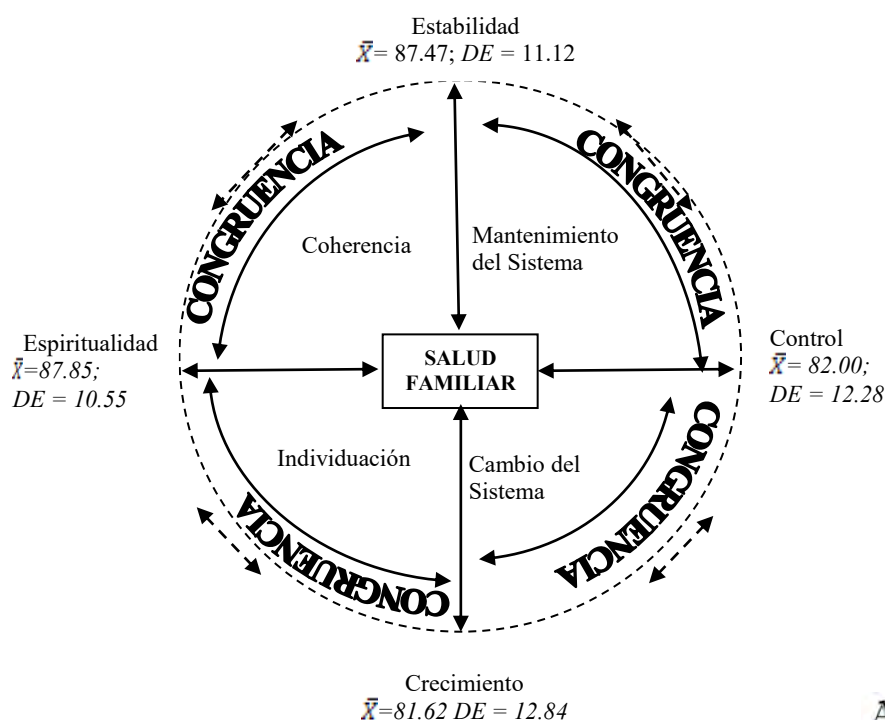 Estabilidad
X̄= 87.47; DE = 11.12
CONGRUENCIA
CONGRUENCIA
Coherencia
Mantenimiento
del Sistema
Espiritualidad
X̄=87.85;
DE = 10.55
SALUD
FAMILIAR
Control
X̄= 82.00;
DE = 12.28
Individuación
Cambio del
Sistema
CONGRUENCIA
CONGRUENCIA
Crecimiento
X̄=81.62 DE = 12.84